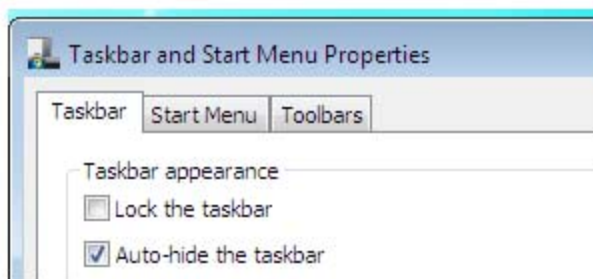 Taskbar and Start Menu Properties
Taskbar Start Menu Toolbars
Taskbar appearance
Lock the taskbar
Auto-hide the taskbar